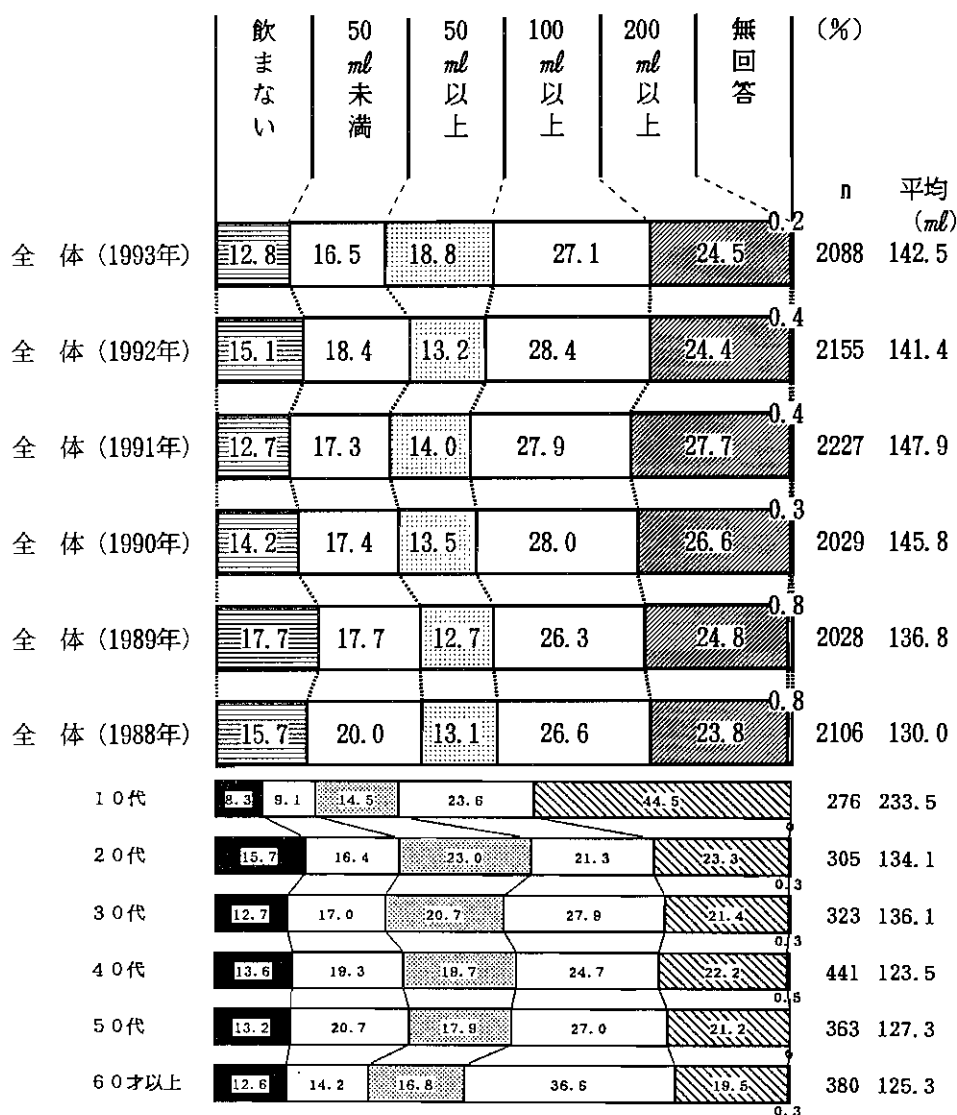 飲まない 50㎖未満 50㎖以上 100㎖以上 200㎖以上 無回答 (%)
n 平均(㎖)
0.2
全 体 (1993年) 12.8 16.5 18.8 27.1 24.5 2088 142.5
0.4
全 体 (1992年) 15.1 18.4 13.2 28.4 24.4 2155 141.4
0.4
全 体 (1991年) 12.7 17.3 14.0 27.9 27.7 2227 147.9
0.3
全 体 (1990年) 14.2 17.4 13.5 28.0 26.6 2029 145.8
0.8
全 体 (1989年) 17.7 17.7 12.7 26.3 24.8 2028 136.8
0.8
全 体 (1988年) 15.7 20.0 13.1 26.6 23.8 2106 130.0
10代 8.3 9.1 14.5 23.6 44.5 276 233.5
0
20代 15.7 16.4 23.0 21.3 23.3 305 134.1
0.3
30代 12.7 17.0 20.7 27.9 21.4 323 136.1
0.3
40代 13.6 19.3 19.7 24.7 22.2 441 123.5
0.5
50代 13.2 20.7 17.9 27.0 21.2 363 127.3
0
60才以上 12.6 14.2 16.8 36.6 19.5 380 125.3
0.3